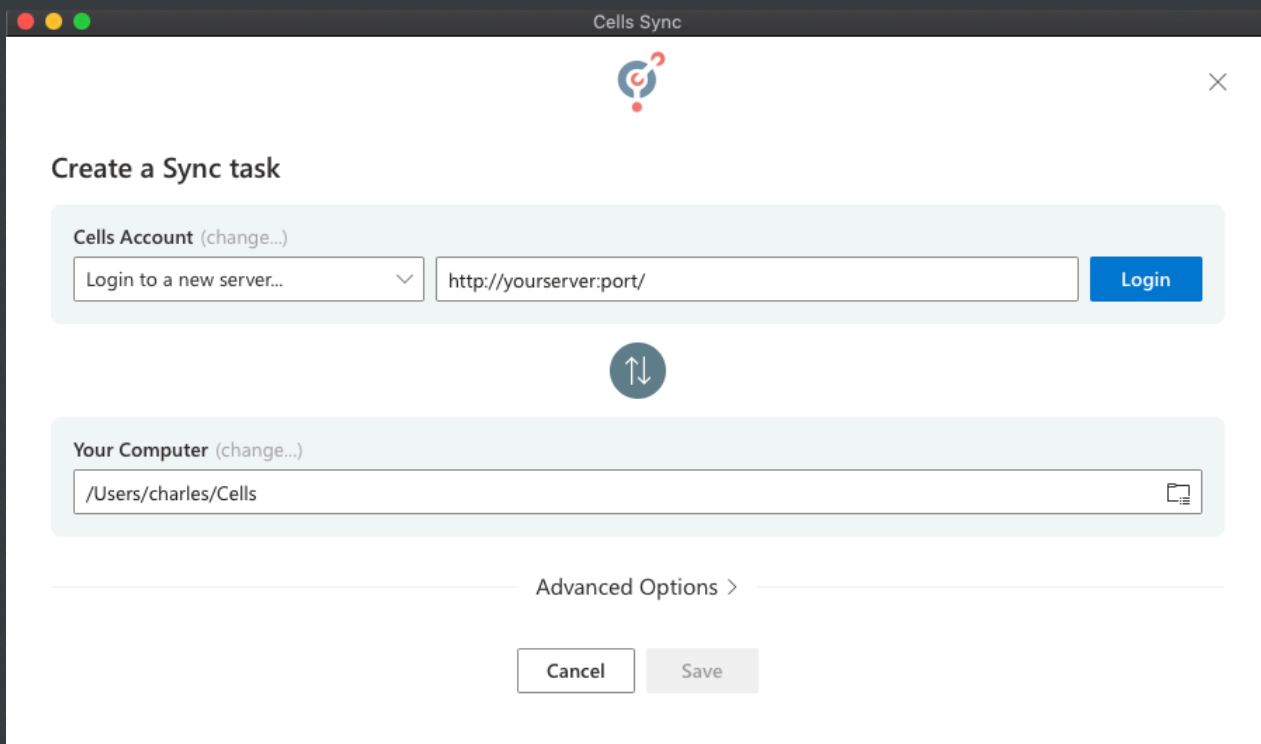 Cells Sync
Create a Sync task
Cells Account (change...)
Login to a new server...
http://yourserver:port/
Login
Your Computer (change...)
/Users/charles/Cells
Advanced Options
Cancel
Save